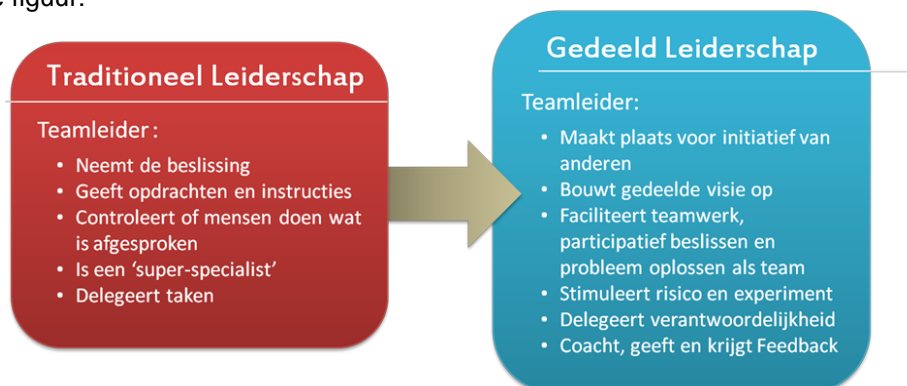 figuur:
Traditioneel Leiderschap
Teamleider :
• Neemt de beslissing
• Geeft opdrachten en instructies
• Controleert of mensen doen wat
is afgesproken
• Is een ‘super-specialist’
• Delegeert taken
Gedeeld Leiderschap
Teamleider:
• Maakt plaats voor initiatief van
anderen
• Bouwt gedeelde visie op
• Faciliteert teamwerk,
participatief beslissen en
probleem oplossen als team
• Stimuleert risico en experiment
• Delegeert verantwoordelijkheid
• Coacht, geeft en krijgt Feedback